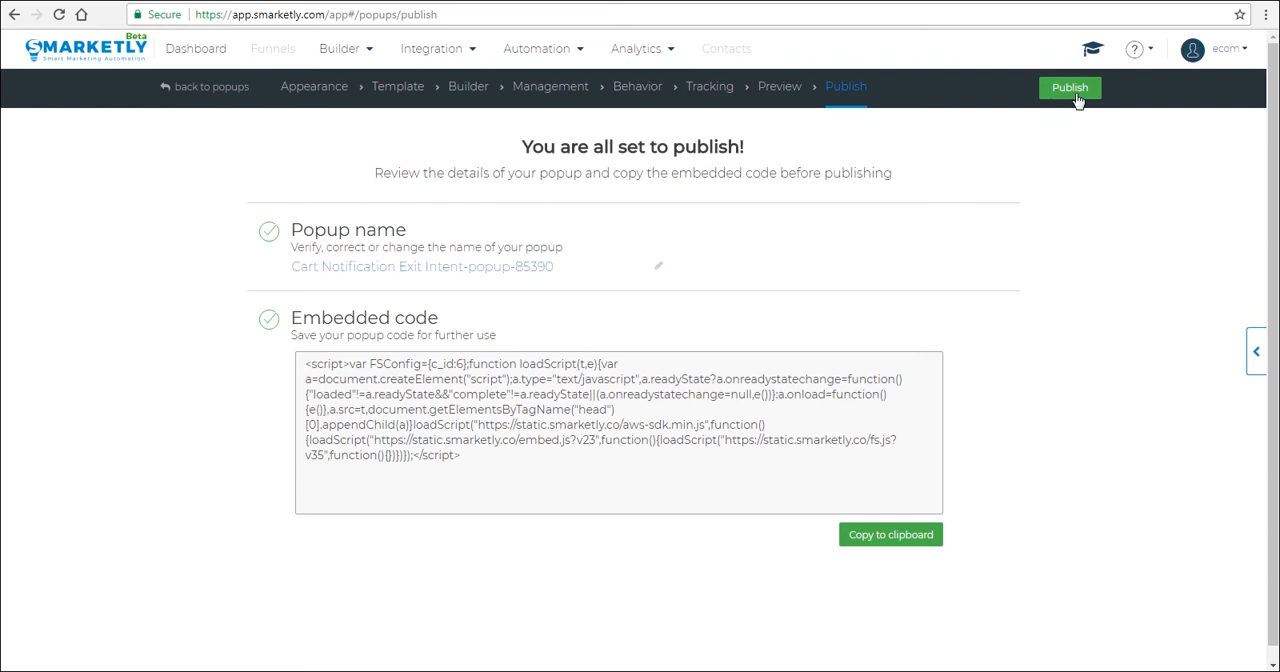 Secure https://app.smarketly.com/app#/popups/publish
Beta
SMARKETLY
Smart Marketing Automation
Dashboard Funnels Builder Integration Automation Analytics Contacts ? ecom
back to popups Appearance › Template › Builder › Management › Behavior › Tracking › Preview › Publish Publish
You are all set to publish!
Review the details of your popup and copy the embedded code before publishing
Popup name
Verify, correct or change the name of your popup
Cart Notification Exit Intent-popup-85390
Embedded code
Save your popup code for further use
<script>var FSConfig={c_id:6};function loadScript(t,e){var
a=document.createElement("script");a.type="text/javascript",a.readyState?a.onreadystatechange=function()
{"loaded"!=a.readyState&&"complete"!=a.readyState||(a.onreadystatechange=null,e())}:a.onload=function()
{e()},a.src=t,document.getElementsByTagName("head")
[0].appendChild(a)}loadScript("https://static.smarketly.co/aws-sdk.min.js",function()
{loadScript("https://static.smarketly.co/embed.js?v23",function(){loadScript("https://static.smarketly.co/fs.js?
v35",function(){})})});</script>
Copy to clipboard